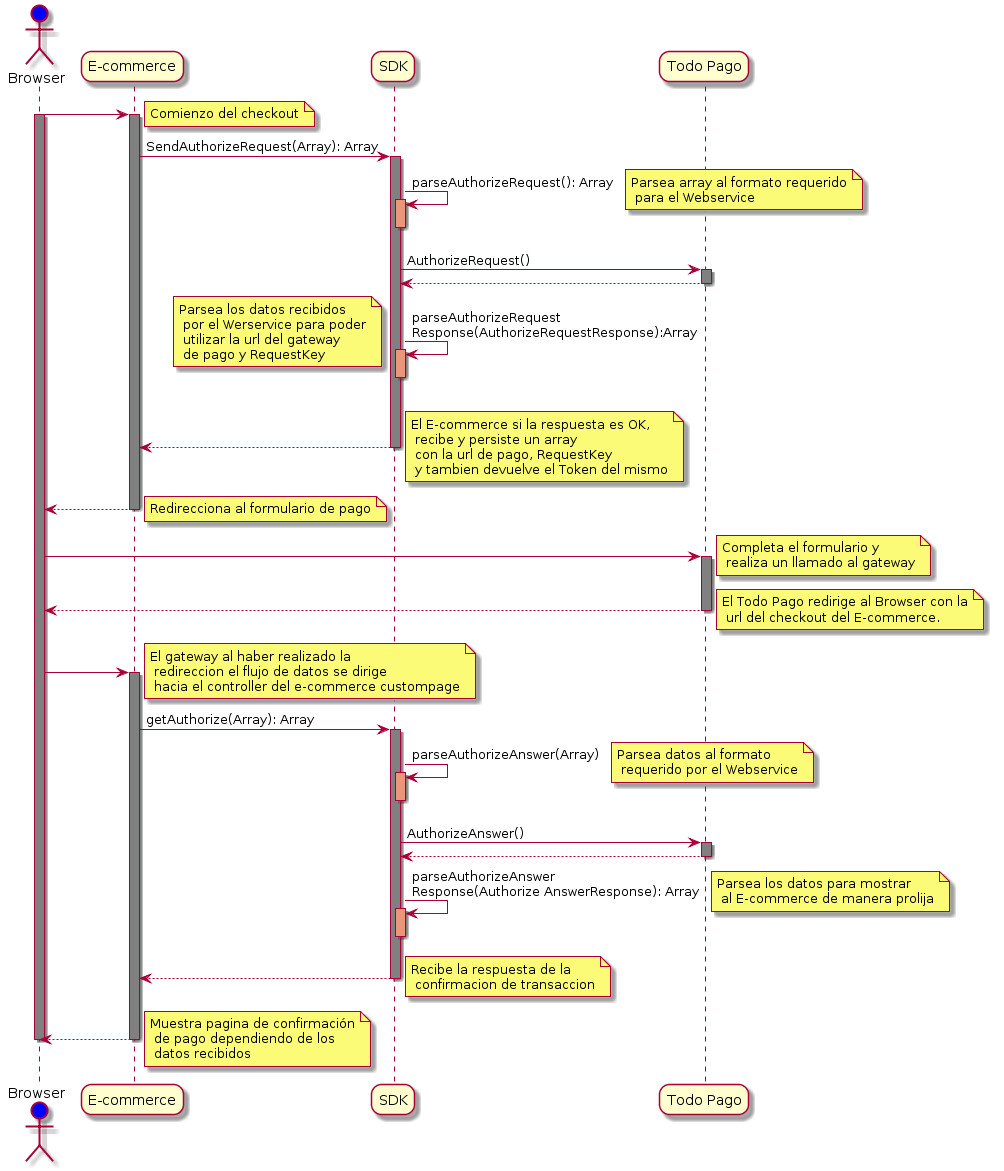 Browser
E-commerce
SDK
Todo Pago
Comienzo del checkout
SendAuthorizeRequest(Array): Array
parseAuthorizeRequest(): Array
Parsea array al formato requerido
para el Webservice
AuthorizeRequest()
Parsea los datos recibidos
por el Werservice para poder
utilizar la url del gateway
de pago y RequestKey
parseAuthorizeRequest
Response(AuthorizeRequestResponse):Array
El E-commerce si la respuesta es OK,
recibe y persiste un array
con la url de pago, RequestKey
y tambien devuelve el Token del mismo
Redirecciona al formulario de pago
Completa el formulario y
realiza un llamado al gateway
El Todo Pago redirige al Browser con la
url del checkout del E-commerce.
El gateway al haber realizado la
redireccion el flujo de datos se dirige
hacia el controller del e-commerce custompage
getAuthorize(Array): Array
parseAuthorizeAnswer(Array)
Parsea datos al formato
requerido por el Webservice
AuthorizeAnswer()
parseAuthorizeAnswer
Response(Authorize AnswerResponse): Array
Parsea los datos para mostrar
al E-commerce de manera prolija
Recibe la respuesta de la
confirmacion de transaccion
Muestra pagina de confirmación
de pago dependiendo de los
datos recibidos
Browser
E-commerce
SDK
Todo Pago